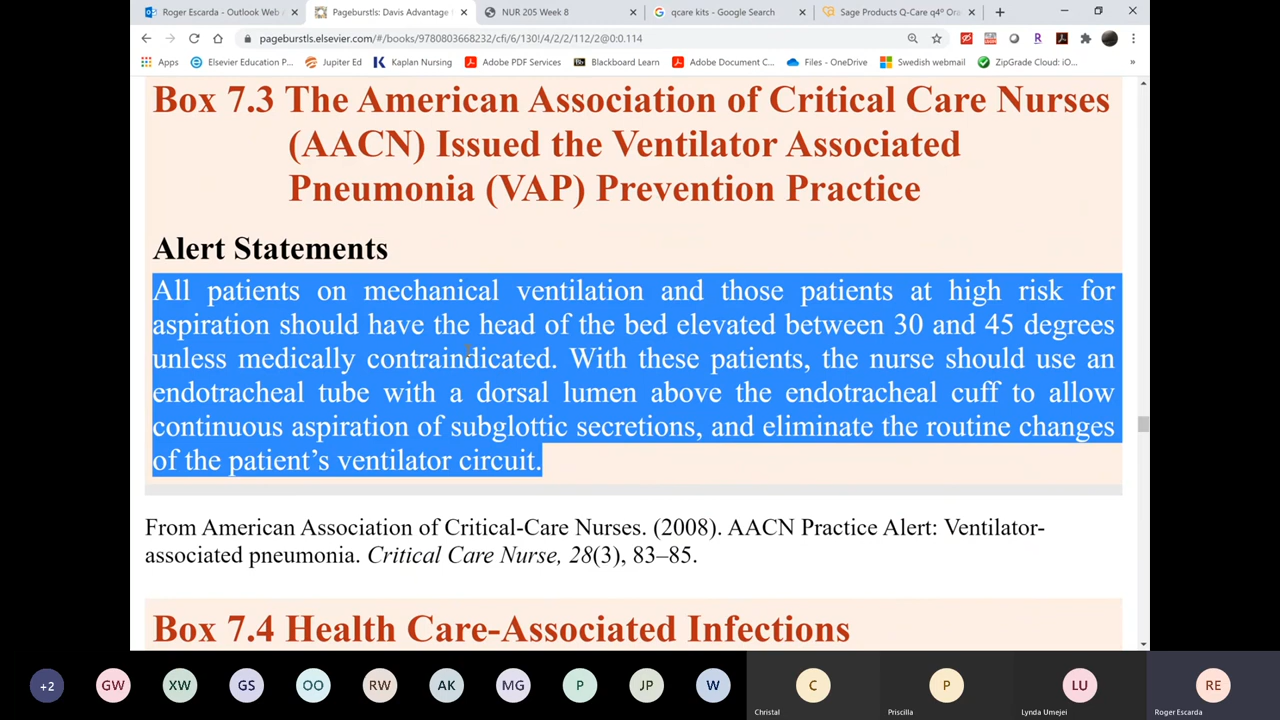 Roger Escarda - Outlook Web A
Pageburstls: Davis Advantage f
NUR 205 Week 8
qcare kits - Google Search
Sage Products Q-Care q4º Ora
pageburstls.elsevier.com/#/books/9780803668232/cfi/6/130!/4/2/2/112/2@0:0.114
Apps
Elsevier Education P...
Jupiter Ed
Kaplan Nursing
Adobe PDF Services
Blackboard Learn
Adobe Document C...
Files - OneDrive
Swedish webmail
ZipGrade Cloud: iO...
»
Box 7.3 The American Association of Critical Care Nurses
(AACN) Issued the Ventilator Associated
Pneumonia (VAP) Prevention Practice
Alert Statements
All patients on mechanical ventilation and those patients at high risk for
aspiration should have the head of the bed elevated between 30 and 45 degrees
unless medically contraindicated. With these patients, the nurse should use an
endotracheal tube with a dorsal lumen above the endotracheal cuff to allow
continuous aspiration of subglottic secretions, and eliminate the routine changes
of the patient’s ventilator circuit.
From American Association of Critical-Care Nurses. (2008). AACN Practice Alert: Ventilator-
associated pneumonia. Critical Care Nurse, 28(3), 83–85.
Box 7.4 Health Care-Associated Infections
+2
GW
XW
GS
OO
RW
AK
MG
P
JP
W
C
Christal
P
Priscilla
LU
Lynda Umejei
RE
Roger Escarda